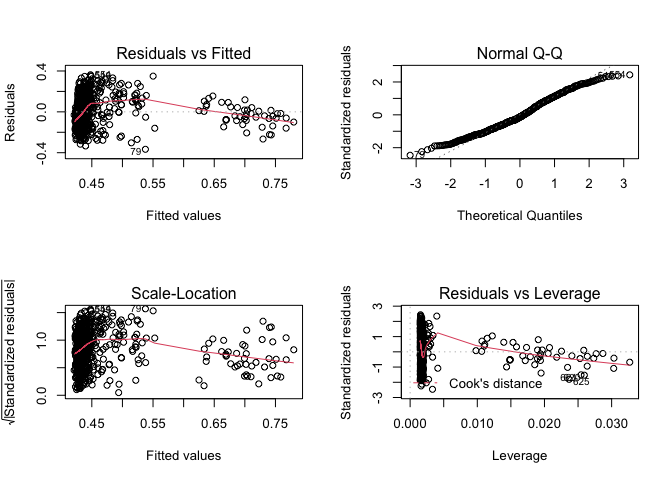 Residuals vs Fitted
Residuals
0.4
0.0
-0.4
79
0.45
0.55
0.65
0.75
Fitted values
Normal Q-Q
Standardized residuals
2
0
-2
-3
-2
-1
0
1
2
3
Theoretical Quantiles
Scale-Location
√|Standardized residuals|
1.0
0.0
79
0.45
0.55
0.65
0.75
Fitted values
Residuals vs Leverage
Standardized residuals
3
1
-1
-3
Cook's distance
625
0.000
0.010
0.020
0.030
Leverage